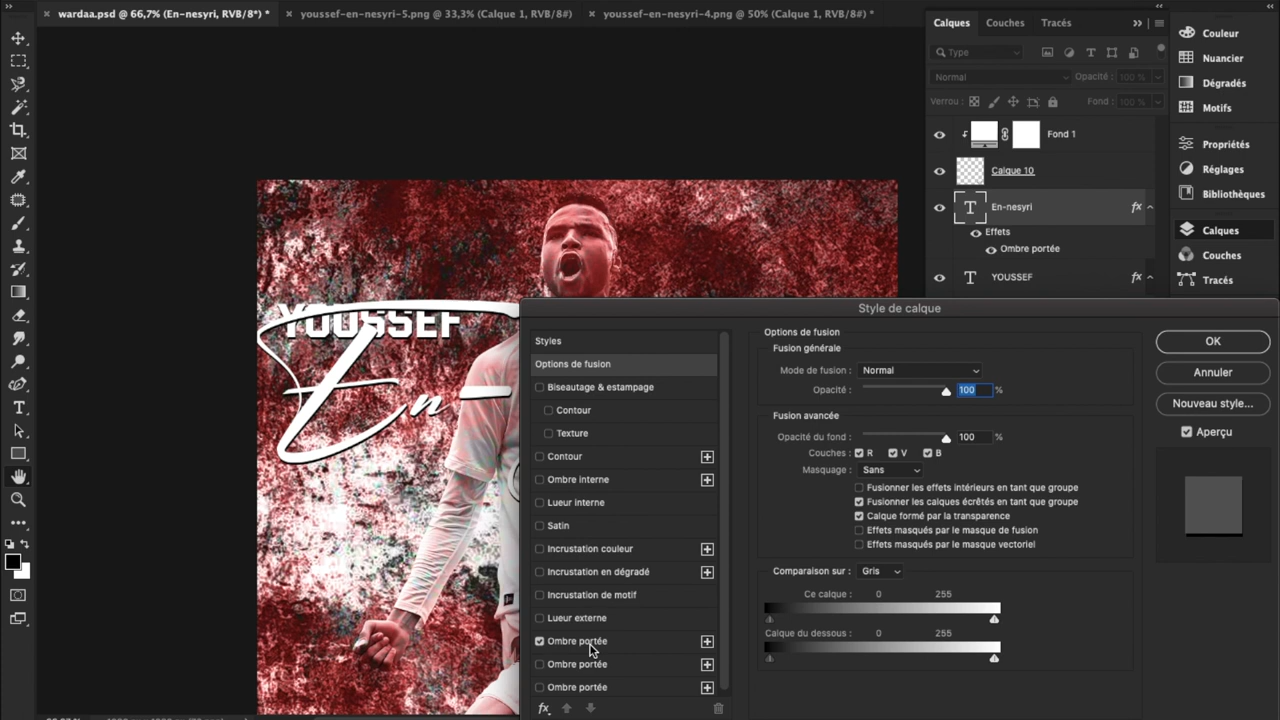 wardaa.psd @ 66,7% (En-nesyri, RVB/8*) *
youssef-en-nesyri-5.png @ 33,3% (Calque 1, RVB/8#)
youssef-en-nesyri-4.png @ 50% (Calque 1, RVB/8#) *
Calques
Couches
Tracés
Type
Normal
Opacité : 100 %
Verrou :
Fond : 100 %
Fond 1
Calque 10
En-nesyri
fx
Effets
Ombre portée
YOUSSEF
fx
Couleur
Nuancier
Dégradés
Motifs
Propriétés
Réglages
Bibliothèques
Calques
Couches
Tracés
YOUSSEF
En-
Style de calque
Styles
Options de fusion
Biseautage & estampage
Contour
Texture
Contour
Ombre interne
Lueur interne
Satin
Incrustation couleur
Incrustation en dégradé
Incrustation de motif
Lueur externe
Ombre portée
Ombre portée
Ombre portée
fx
Options de fusion
Fusion générale
Mode de fusion : Normal
Opacité : 100 %
Fusion avancée
Opacité du fond : 100 %
Couches : R V B
Masquage : Sans
Fusionner les effets intérieurs en tant que groupe
Fusionner les calques écrêtés en tant que groupe
Calque formé par la transparence
Effets masqués par le masque de fusion
Effets masqués par le masque vectoriel
Comparaison sur : Gris
Ce calque : 0 255
Calque du dessous : 0 255
OK
Annuler
Nouveau style...
Aperçu